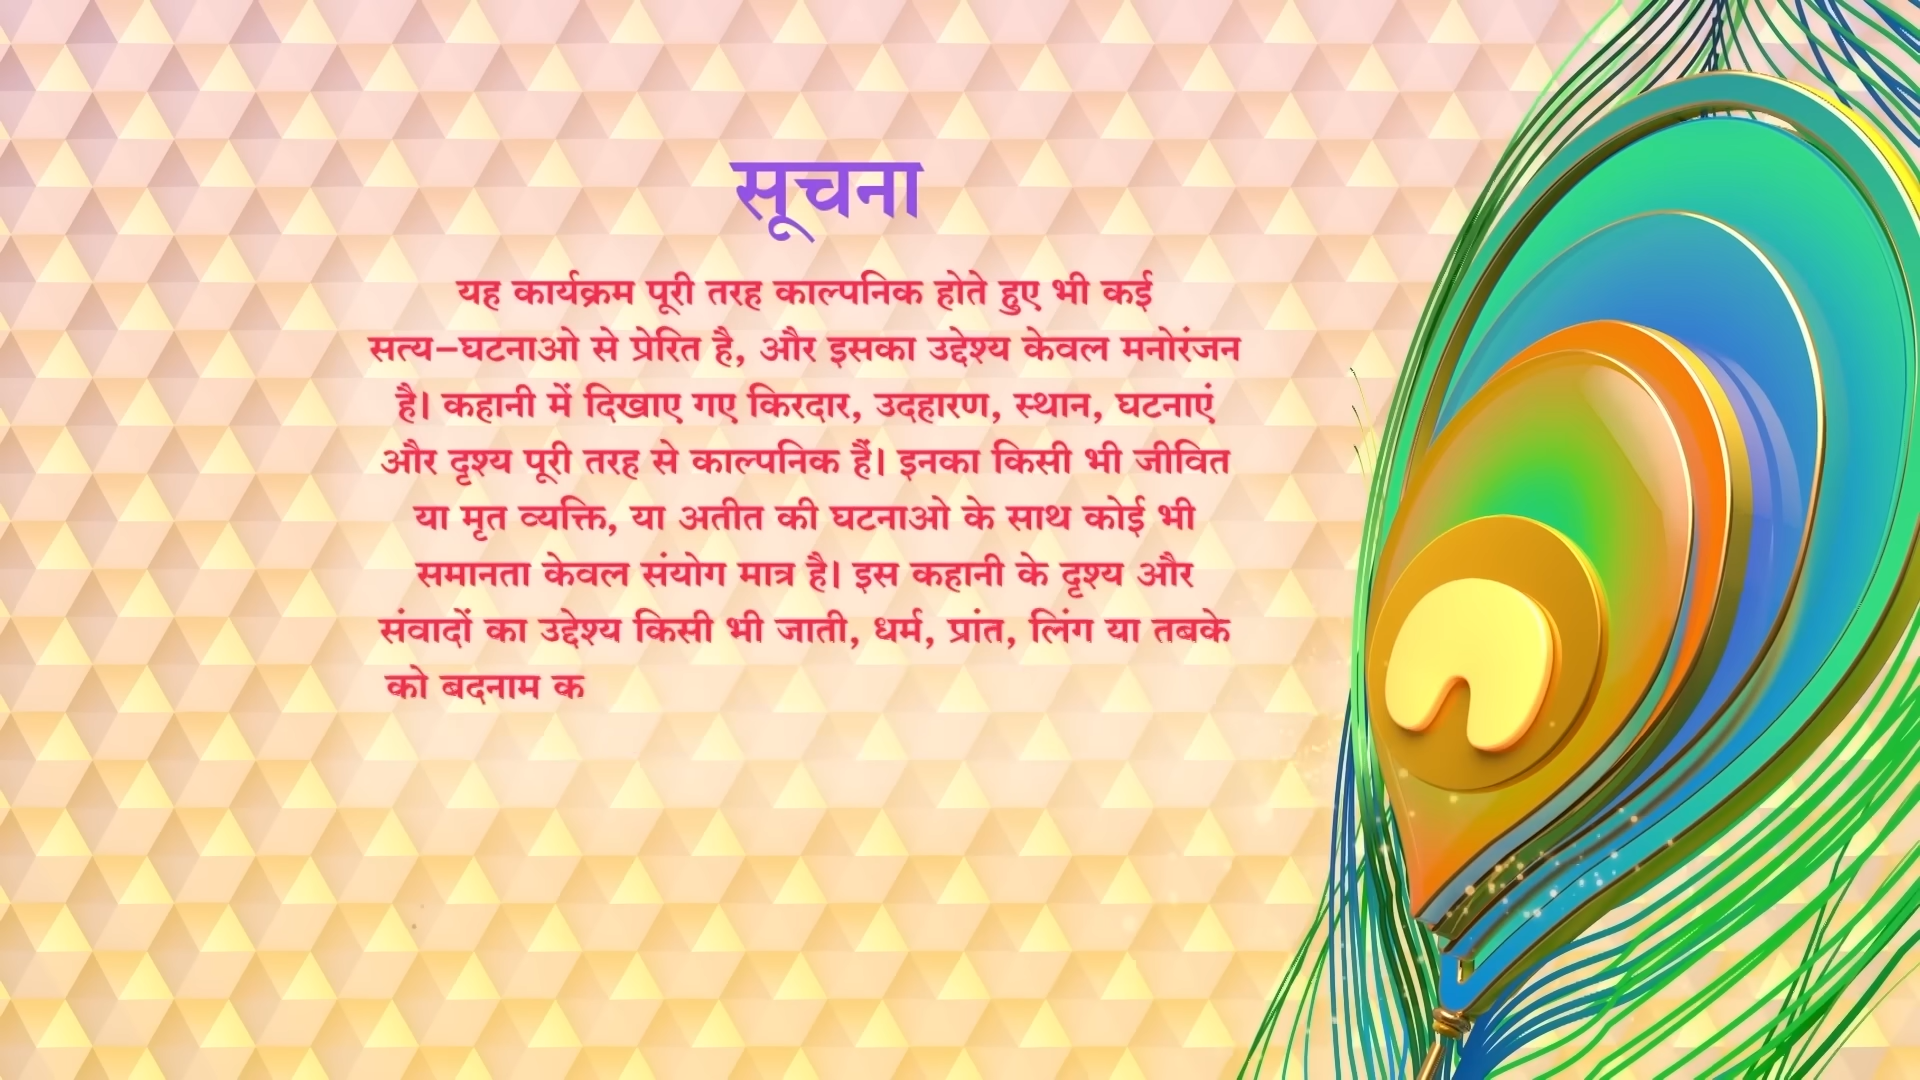 सूचना
यह कार्यक्रम पूरी तरह काल्पनिक होते हुए भी कई
सत्य-घटनाओ से प्रेरित है, और इसका उद्देश्य केवल मनोरंजन
है। कहानी में दिखाए गए किरदार, उदहारण, स्थान, घटनाएं
और दृश्य पूरी तरह से काल्पनिक हैं। इनका किसी भी जीवित
या मृत व्यक्ति, या अतीत की घटनाओ के साथ कोई भी
समानता केवल संयोग मात्र है। इस कहानी के दृश्य और
संवादों का उद्देश्य किसी भी जाती, धर्म, प्रांत, लिंग या तबके
को बदनाम क